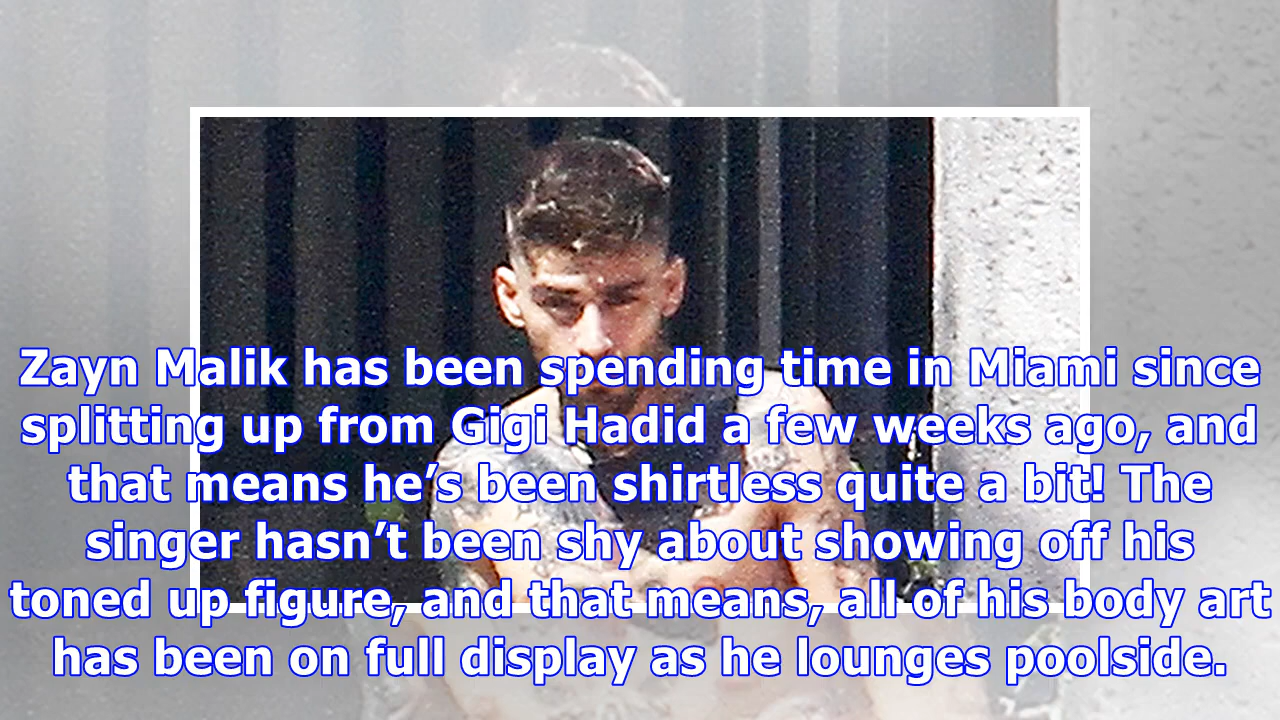 Zayn Malik has been spending time in Miami since
splitting up from Gigi Hadid a few weeks ago, and
that means he’s been shirtless quite a bit! The
singer hasn’t been shy about showing off his
toned up figure, and that means, all of his body art
has been on full display as he lounges poolside.